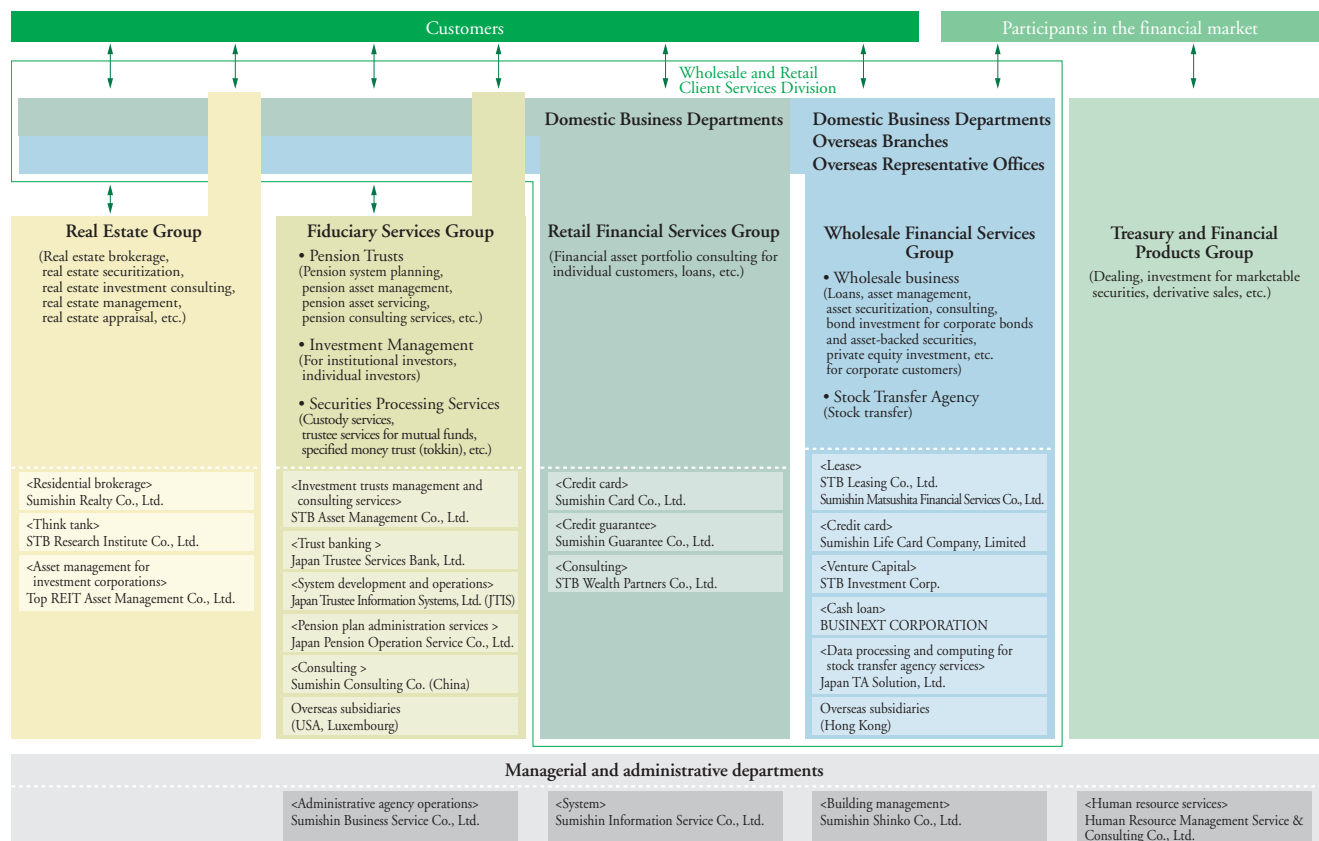 Customers
Participants in the financial market
Wholesale and Retail
Client Services Division
Domestic Business Departments
Domestic Business Departments
Overseas Branches
Overseas Representative Offices
Real Estate Group
(Real estate brokerage,
real estate securitization,
real estate investment consulting,
real estate management,
real estate appraisal, etc.)
<Residential brokerage>
Sumishin Realty Co., Ltd.
<Think tank>
STB Research Institute Co., Ltd.
<Asset management for
investment corporations>
Top REIT Asset Management Co., Ltd.
Fiduciary Services Group
• Pension Trusts
(Pension system planning,
pension asset management,
pension asset servicing,
pension consulting services, etc.)
• Investment Management
(For institutional investors,
individual investors)
• Securities Processing Services
(Custody services,
trustee services for mutual funds,
specified money trust (tokkin), etc.)
<Investment trusts management and
consulting services>
STB Asset Management Co., Ltd.
<Trust banking >
Japan Trustee Services Bank, Ltd.
<System development and operations>
Japan Trustee Information Systems, Ltd. (JTIS)
<Pension plan administration services >
Japan Pension Operation Service Co., Ltd.
<Consulting >
Sumishin Consulting Co. (China)
Overseas subsidiaries
(USA, Luxembourg)
Retail Financial Services Group
(Financial asset portfolio consulting for
individual customers, loans, etc.)
<Credit card>
Sumishin Card Co., Ltd.
<Credit guarantee>
Sumishin Guarantee Co., Ltd.
<Consulting>
STB Wealth Partners Co., Ltd.
Wholesale Financial Services
Group
• Wholesale business
(Loans, asset management,
asset securitization, consulting,
bond investment for corporate bonds
and asset-backed securities,
private equity investment, etc.
for corporate customers)
• Stock Transfer Agency
(Stock transfer)
<Lease>
STB Leasing Co., Ltd.
Sumishin Matsushita Financial Services Co., Ltd.
<Credit card>
Sumishin Life Card Company, Limited
<Venture Capital>
STB Investment Corp.
<Cash loan>
BUSINEXT CORPORATION
<Data processing and computing for
stock transfer agency services>
Japan TA Solution, Ltd.
Overseas subsidiaries
(Hong Kong)
Treasury and Financial
Products Group
(Dealing, investment for marketable
securities, derivative sales, etc.)
Managerial and administrative departments
<Administrative agency operations>
Sumishin Business Service Co., Ltd.
<System>
Sumishin Information Service Co., Ltd.
<Building management>
Sumishin Shinko Co., Ltd.
<Human resource services>
Human Resource Management Service &
Consulting Co., Ltd.